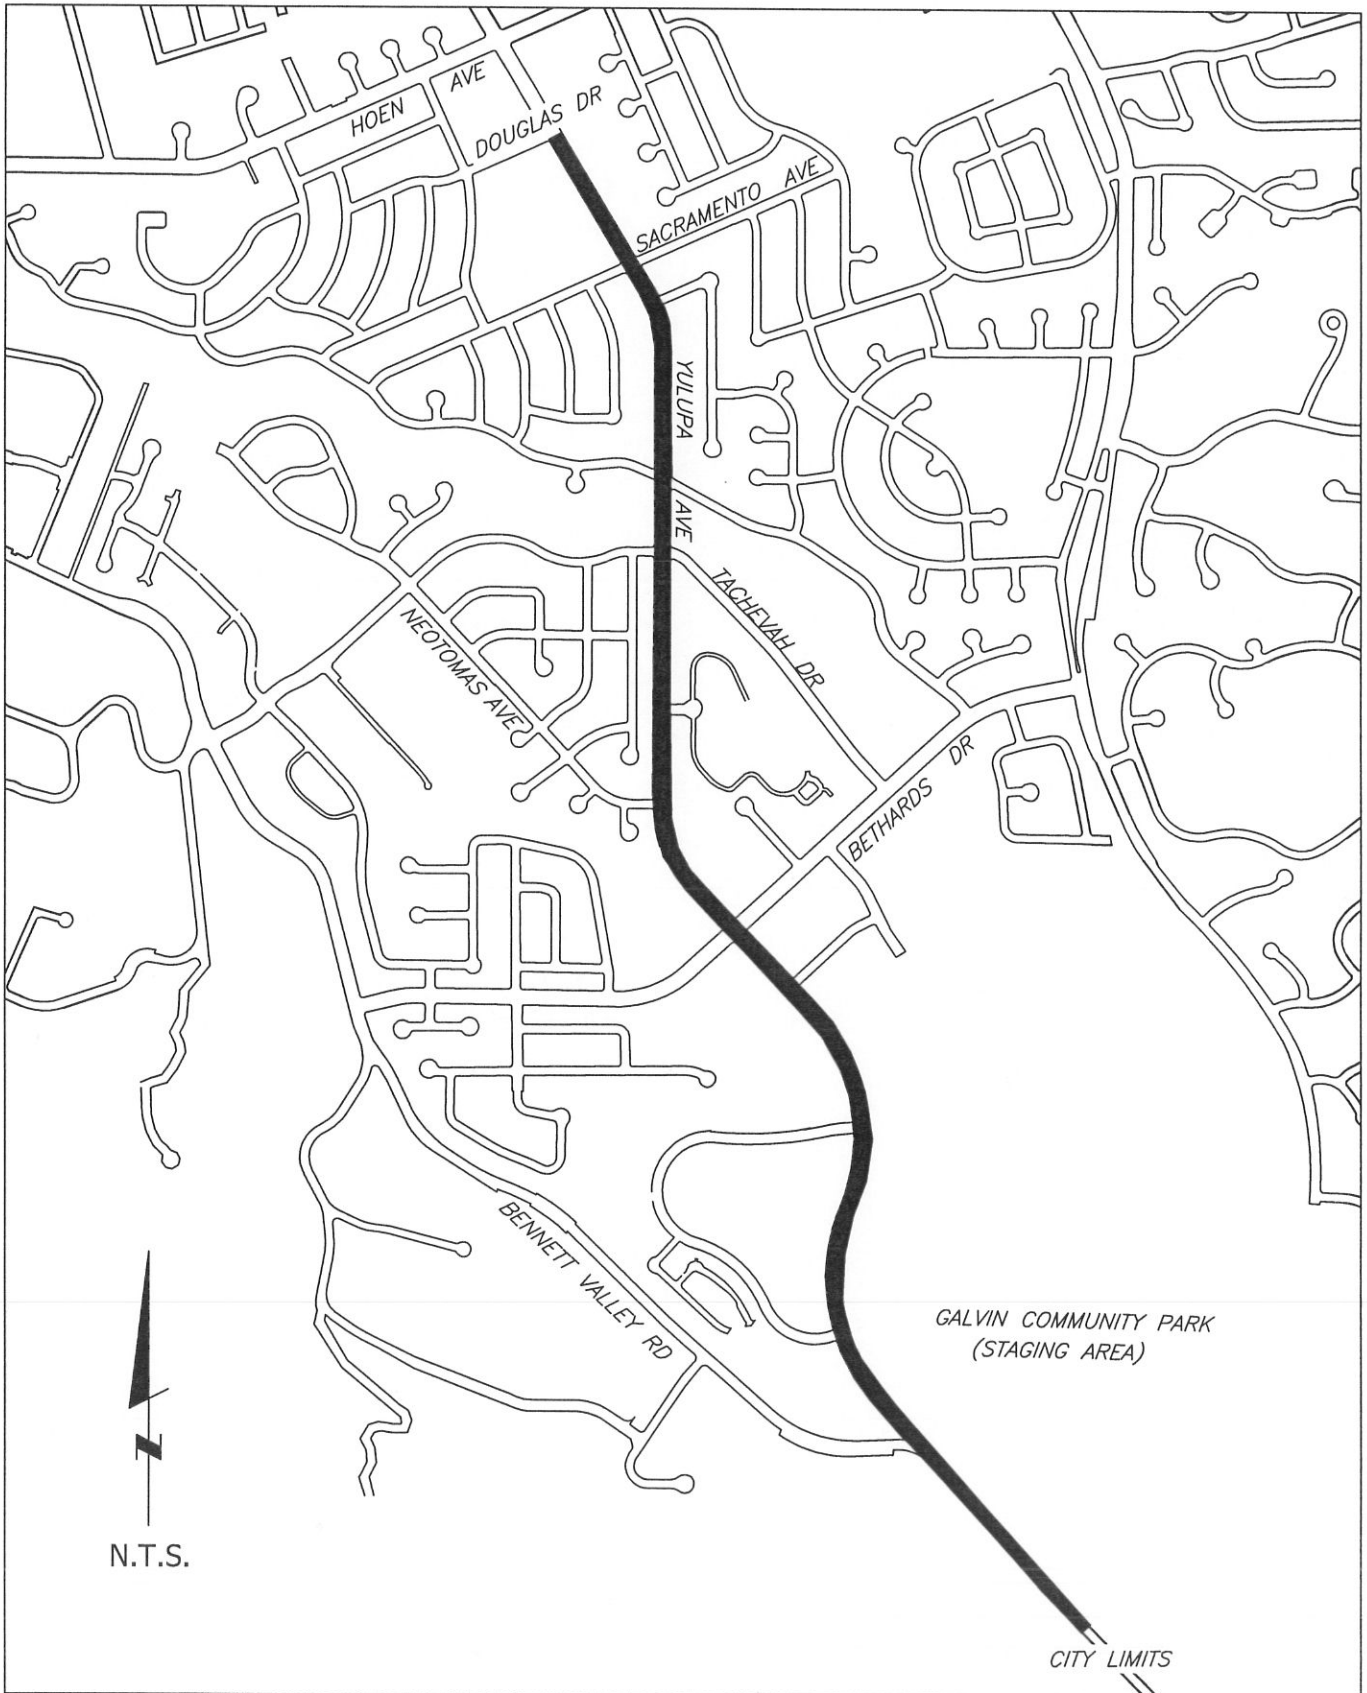 HOEN AVE
DOUGLAS DR
SACRAMENTO AVE
YULUPA AVE
TACHEVAH DR
NEOTOMAS AVE
BETHARDS DR
BENNETT VALLEY RD
GALVIN COMMUNITY PARK
(STAGING AREA)
N
N.T.S.
CITY LIMITS